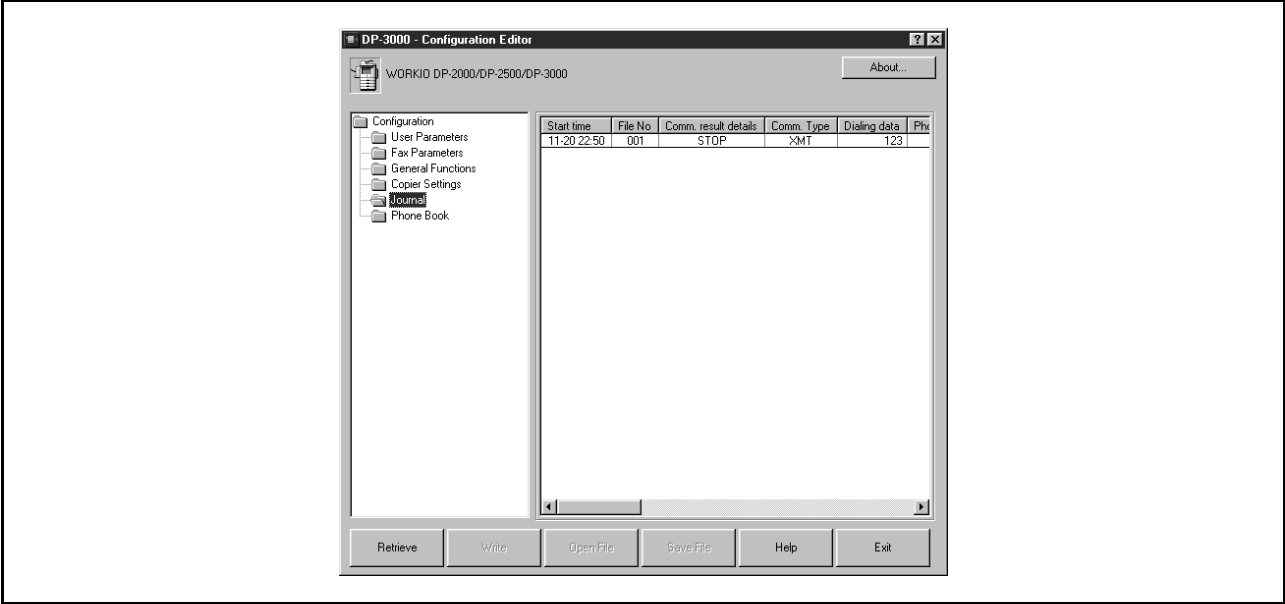 DP-3000 - Configuration Editor
WORKIO DP-2000/DP-2500/DP-3000
About...
Configuration
User Parameters
Fax Parameters
General Functions
Copier Settings
Journal
Phone Book
Start time File No Comm. result details Comm. Type Dialing data Pho
11-20 22:50 001 STOP XMT 123
Retrieve Write Open File Save File Help Exit